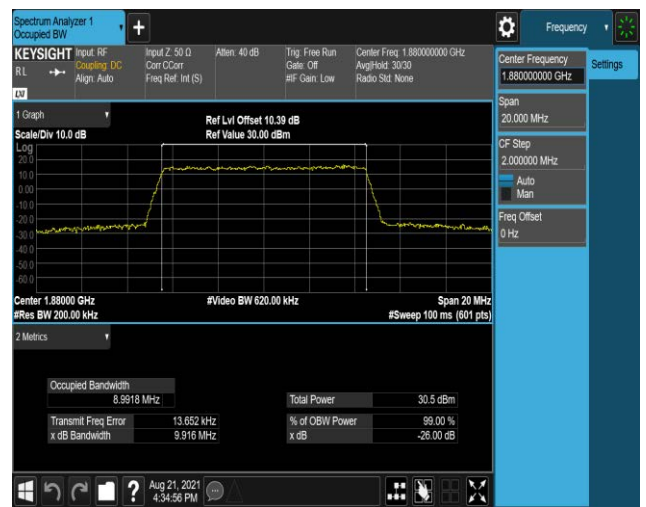 Spectrum Analyzer 1
Occupied BW
+
Frequency
KEYSIGHT Input: RF Input Z: 50 Ω Atten: 40 dB Trig: Free Run Center Freq: 1.880000000 GHz
RL Coupling: DC Corr CCorr Gate: Off Avg|Hold: 30/30
Align: Auto Freq Ref: Int (S) #IF Gain: Low Radio Std: None
LXI
Center Frequency
1.880000000 GHz
Settings
Span
20.000 MHz
CF Step
2.000000 MHz
Auto
Man
Freq Offset
0 Hz
1 Graph
Ref Lvl Offset 10.39 dB
Scale/Div 10.0 dB Ref Value 30.00 dBm
Log
20.0
10.0
0.00
-10.0
-20.0
-30.0
-40.0
-50.0
-60.0
Center 1.88000 GHz #Video BW 620.00 kHz Span 20 MHz
#Res BW 200.00 kHz #Sweep 100 ms (601 pts)
2 Metrics
Occupied Bandwidth
8.9918 MHz Total Power 30.5 dBm
Transmit Freq Error 13.652 kHz % of OBW Power 99.00 %
x dB Bandwidth 9.916 MHz x dB -26.00 dB
? Aug 21, 2021
4:34:56 PM